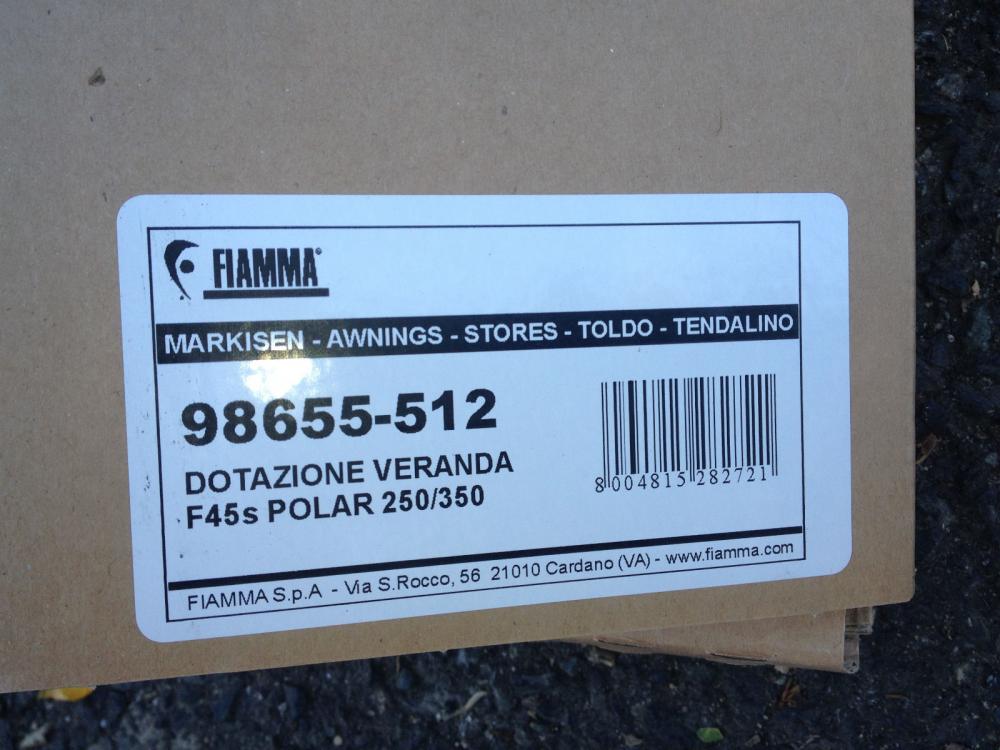 FIAMMA®
MARKISEN - AWNINGS - STORES - TOLDO - TENDALINO
98655-512
DOTAZIONE VERANDA
F45s POLAR 250/350
8 004815 282721
FIAMMA S.p.A - Via S.Rocco, 56 21010 Cardano (VA) - www.fiamma.com